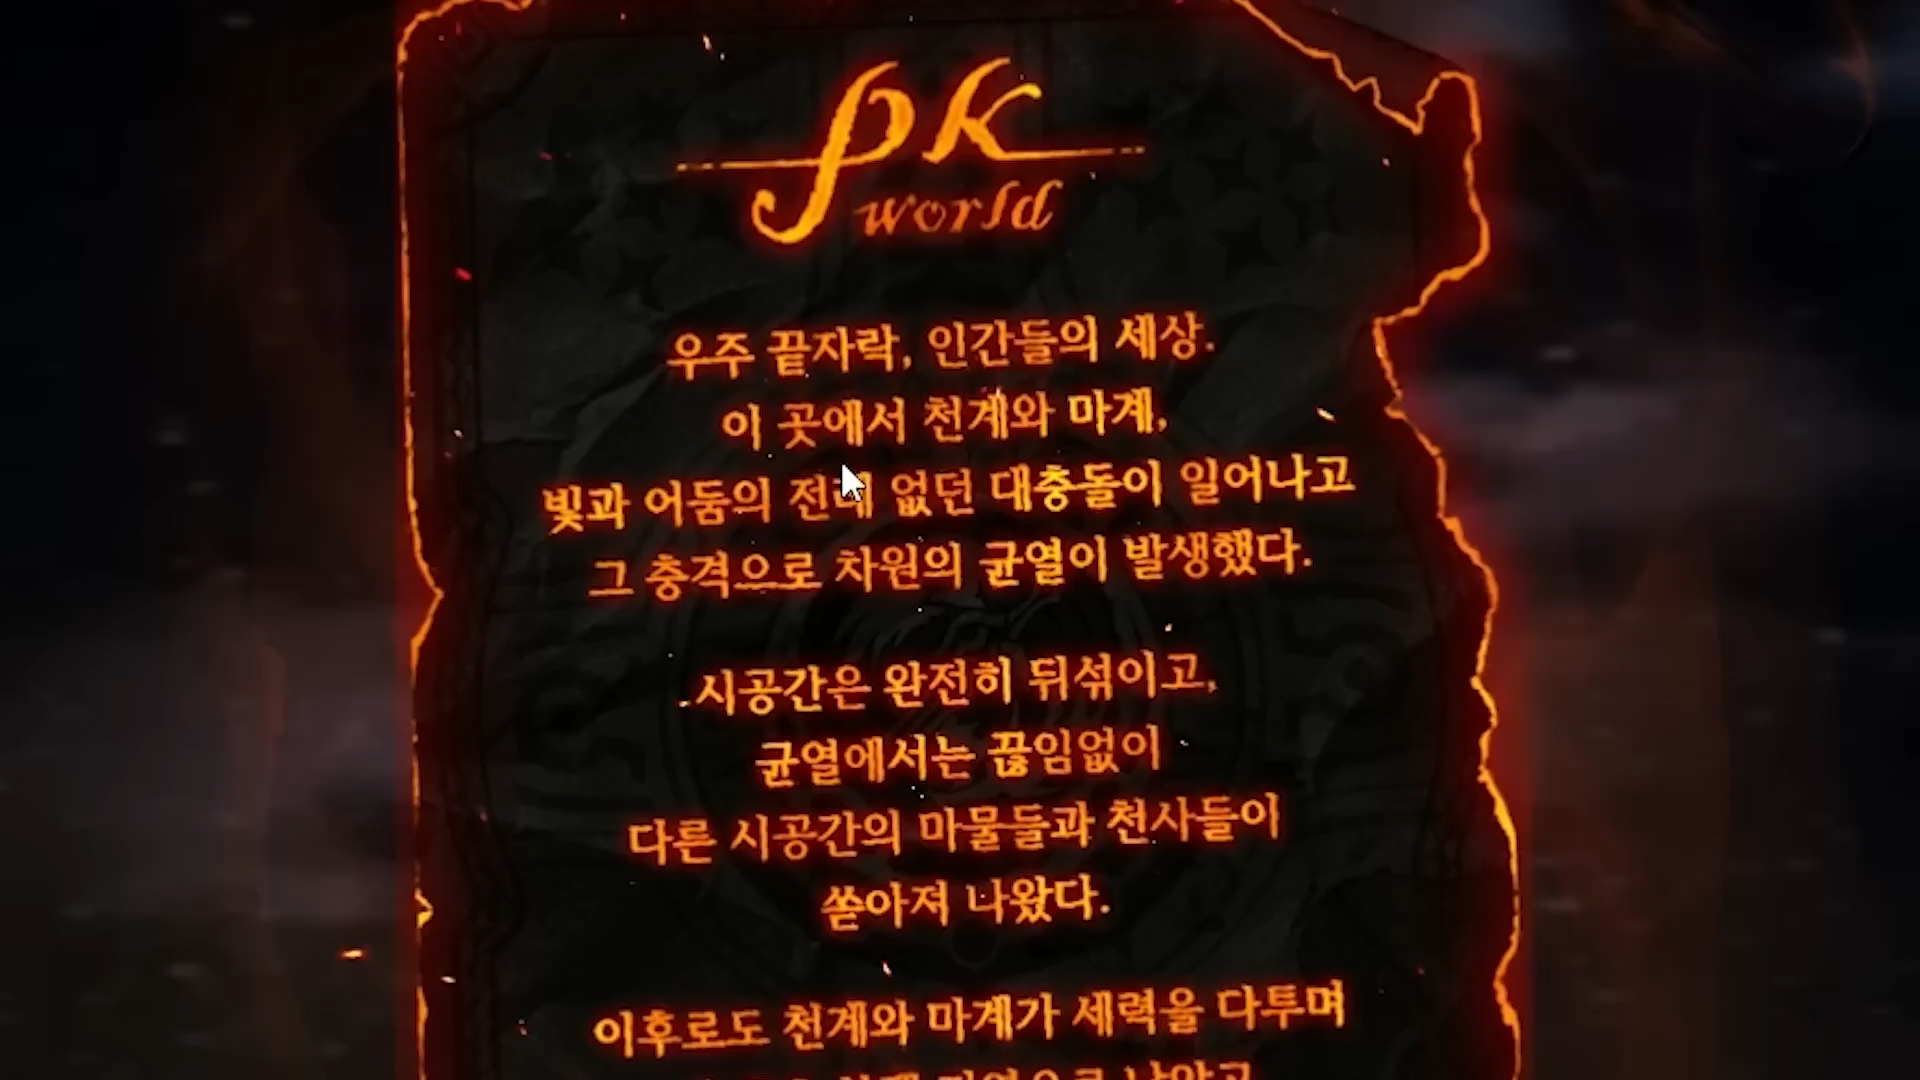 pk
world
우주 끝자락, 인간들의 세상.
이 곳에서 천계와 마계,
빛과 어둠의 없던 대충돌이 일어나고
그 충격으로 차원의 균열이 발생했다.
시공간은 완전히 뒤섞이고,
균열에서는 끊임없이
다른 시공간의 마물들과 천사들이
쏟아져 나왔다.
이후로도 천계와 마계가 세력을 다투며